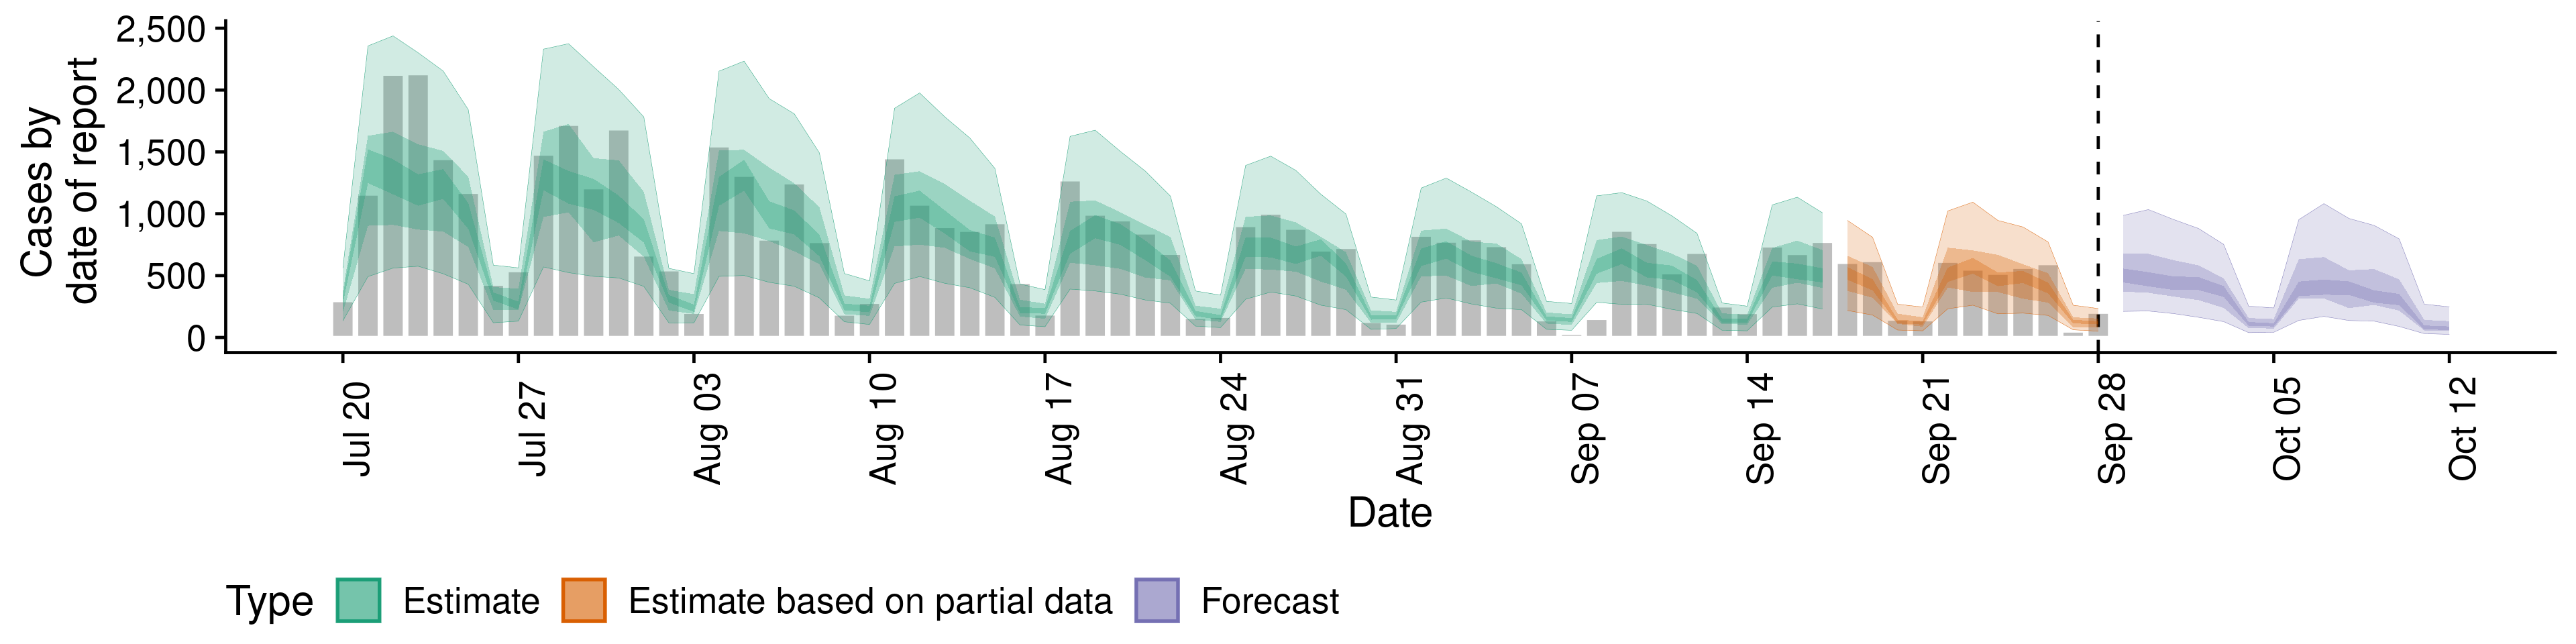 Cases by
date of report
2,500
2,000
1,500
1,000
500
0
Jul 20
Jul 27
Aug 03
Aug 10
Aug 17
Aug 24
Aug 31
Sep 07
Sep 14
Sep 21
Sep 28
Oct 05
Oct 12
Date
Type Estimate Estimate based on partial data Forecast